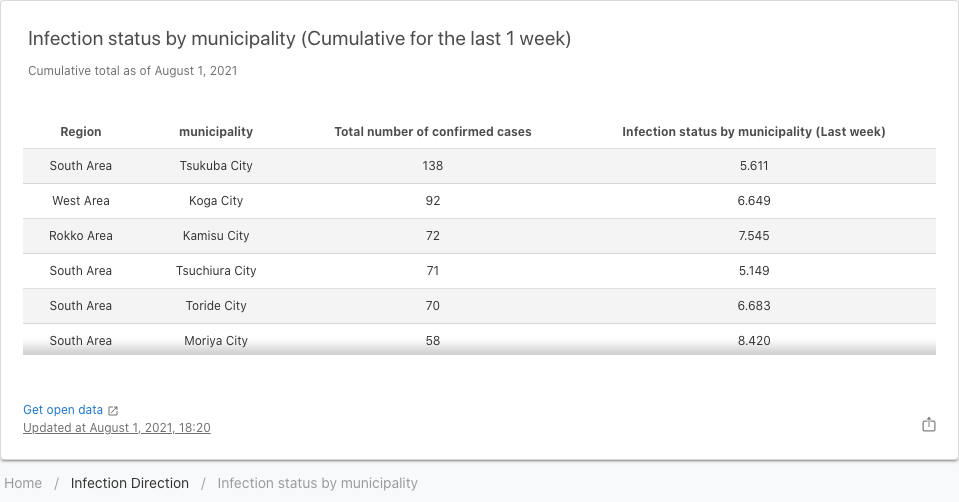 Infection status by municipality (Cumulative for the last 1 week)
Cumulative total as of August 1, 2021
Region municipality Total number of confirmed cases Infection status by municipality (Last week)
South Area Tsukuba City 138 5.611
West Area Koga City 92 6.649
Rokko Area Kamisu City 72 7.545
South Area Tsuchiura City 71 5.149
South Area Toride City 70 6.683
South Area Moriya City 58 8.420
Get open data
Updated at August 1, 2021, 18:20
Home / Infection Direction / Infection status by municipality